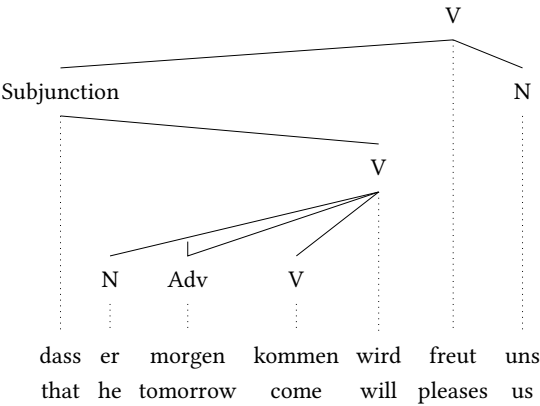 V
Subjunction N
V
N Adv V
dass er morgen kommen wird freut uns
that he tomorrow come will pleases us